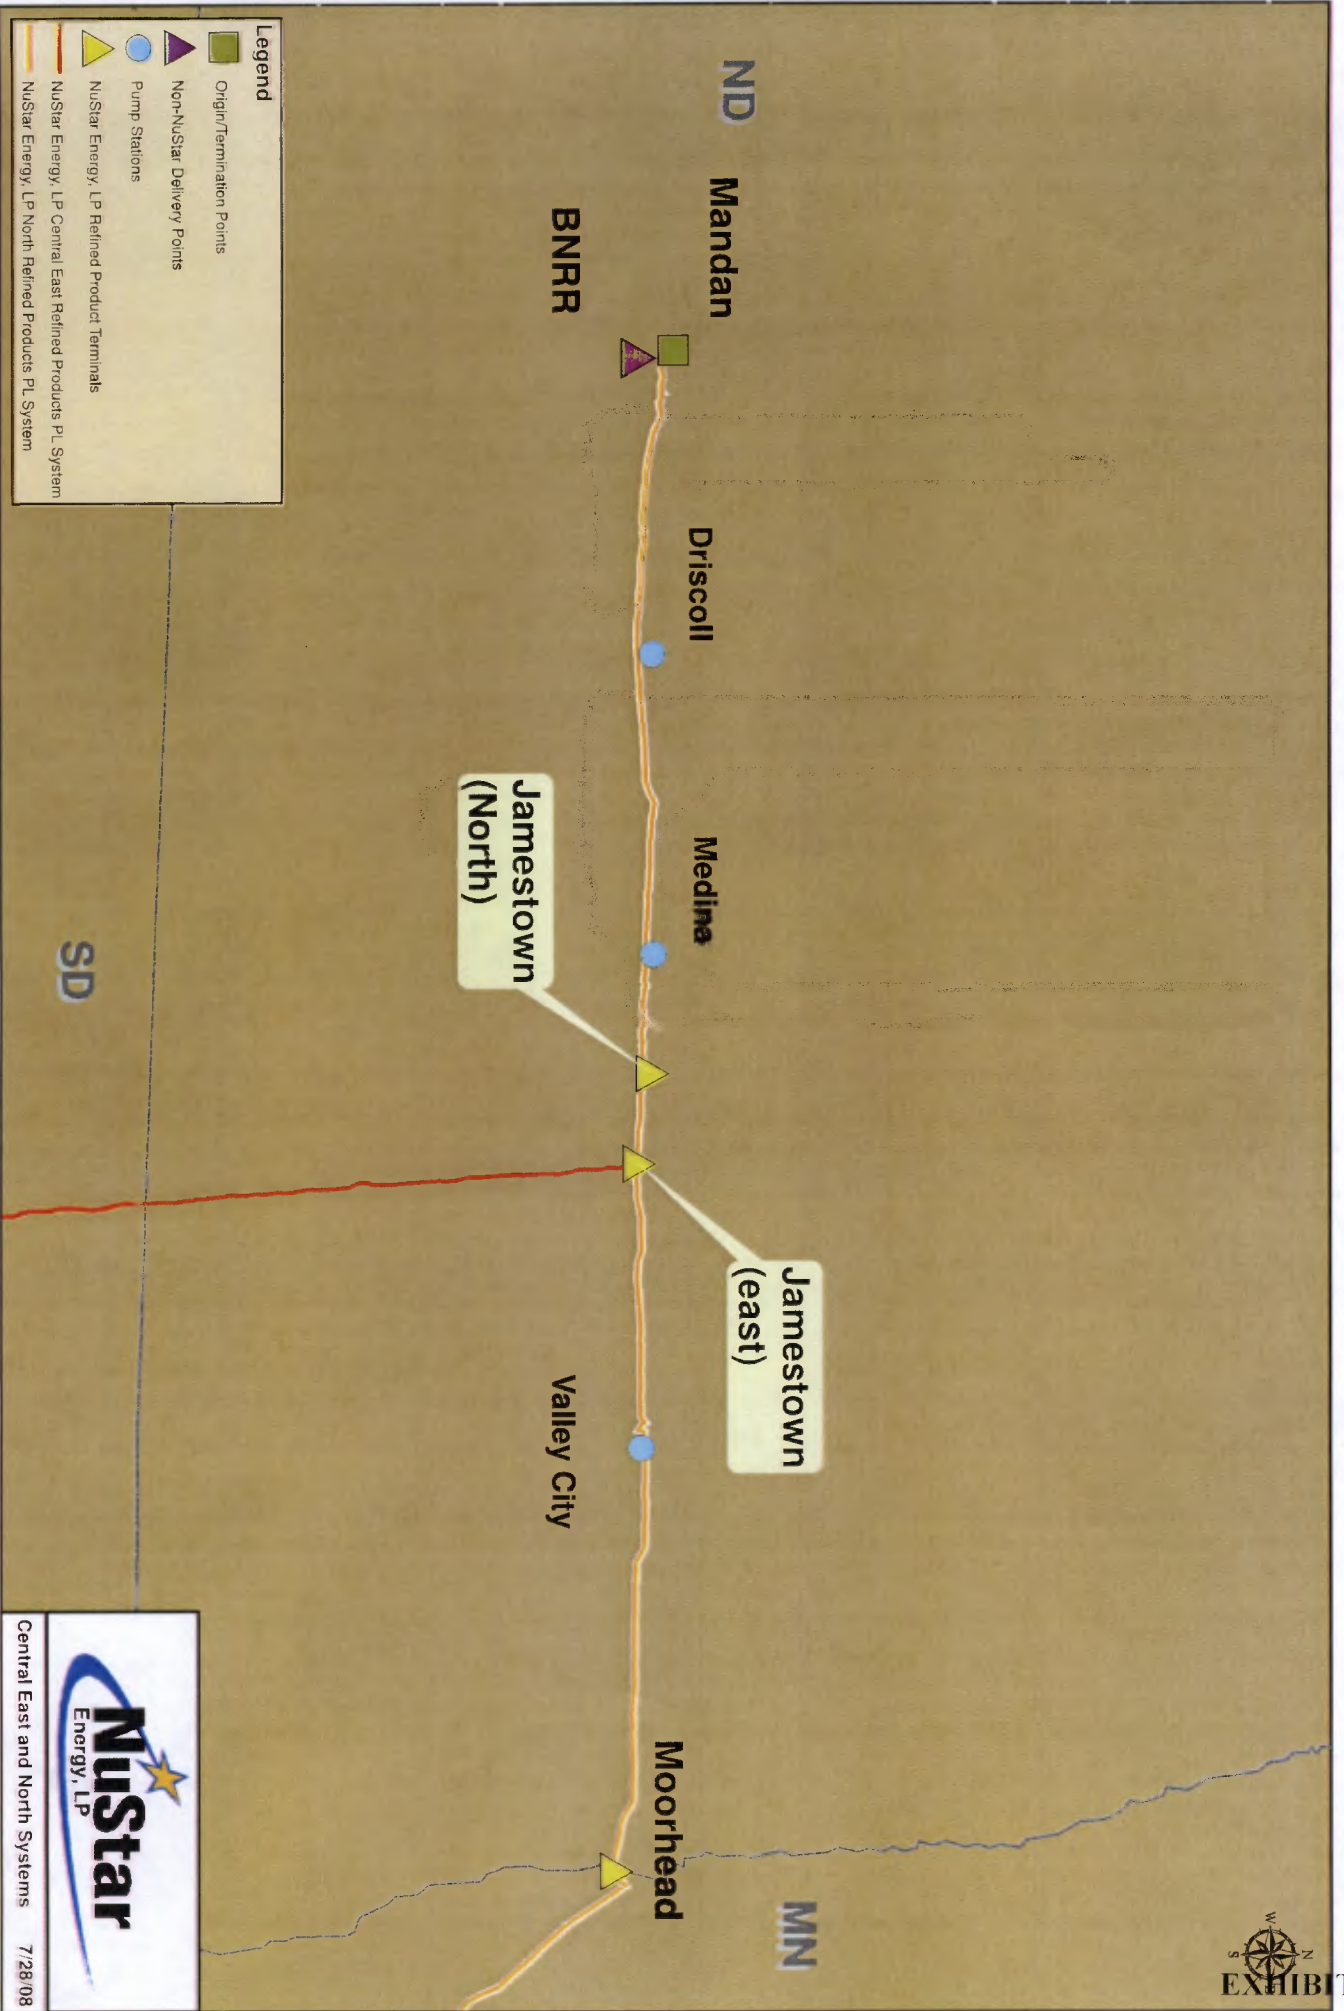 ND
Mandan
BNRR
Driscoll
Medina
Jamestown
(North)
Jamestown
(east)
Valley City
Moorhead
MN
SD
Legend
Origin/Termination Points
Non-NuStar Delivery Points
Pump Stations
NuStar Energy, LP Refined Product Terminals
NuStar Energy, LP Central East Refined Products PL System
NuStar Energy, LP North Refined Products PL System
NuStar
Energy, LP
Central East and North Systems 7/28/08
N
W
S
EXHIBIT